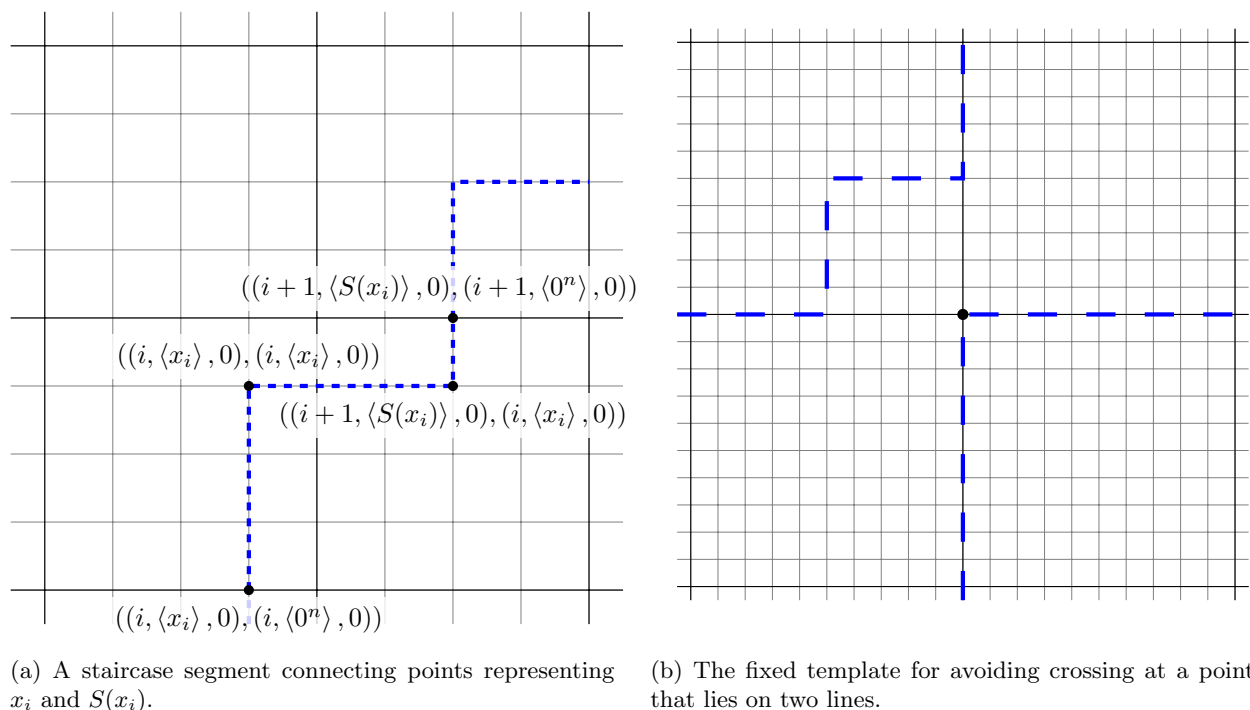 ((i + 1, ⟨S(x_i)⟩ , 0), (i + 1, ⟨0^n⟩ , 0))
((i, ⟨x_i⟩ , 0), (i, ⟨x_i⟩ , 0))
((i + 1, ⟨S(x_i)⟩ , 0), (i, ⟨x_i⟩ , 0))
((i, ⟨x_i⟩ , 0), (i, ⟨0^n⟩ , 0))
(a) A staircase segment connecting points representing
x_i and S(x_i).
(b) The fixed template for avoiding crossing at a point
that lies on two lines.